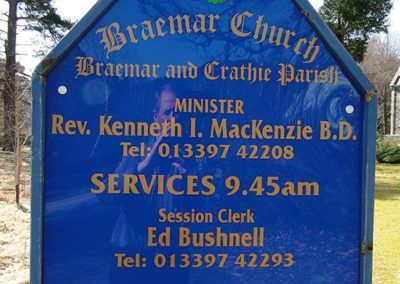 Braemar Church
Braemar and Crathie Parish
MINISTER
Rev. Kenneth I. MacKenzie B.D.
Tel: 013397 42208
SERVICES 9.45am
Session Clerk
Ed Bushnell
Tel: 013397 42293